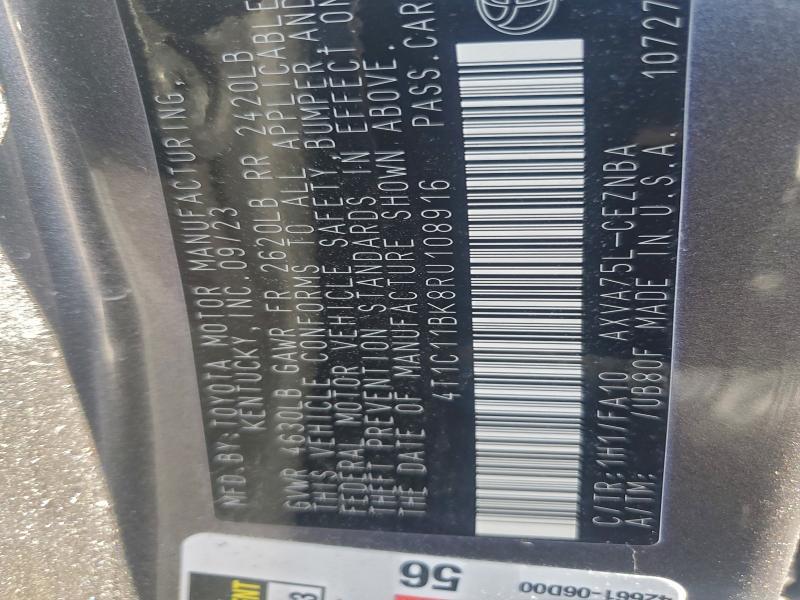 MFD.BY:TOYOTA MOTOR MANUFACTURING,
KENTUCKY, INC.09/23
GVWR 4630LB GAWR FR 2620LB RR 2420LB
THIS VEHICLE CONFORMS TO ALL APPLICABLE
FEDERAL MOTOR VEHICLE SAFETY, BUMPER AND
THEFT PREVENTION STANDARDS IN EFFECT ON
THE DATE OF MANUFACTURE SHOWN ABOVE.
4T1C11BK8RU108916 PASS.CAR
C/TR:1H1/FA10 AXVA75L-CEZNBA 10727
A/TM: /UB80F MADE IN U.S.A.
56
42661-06D00